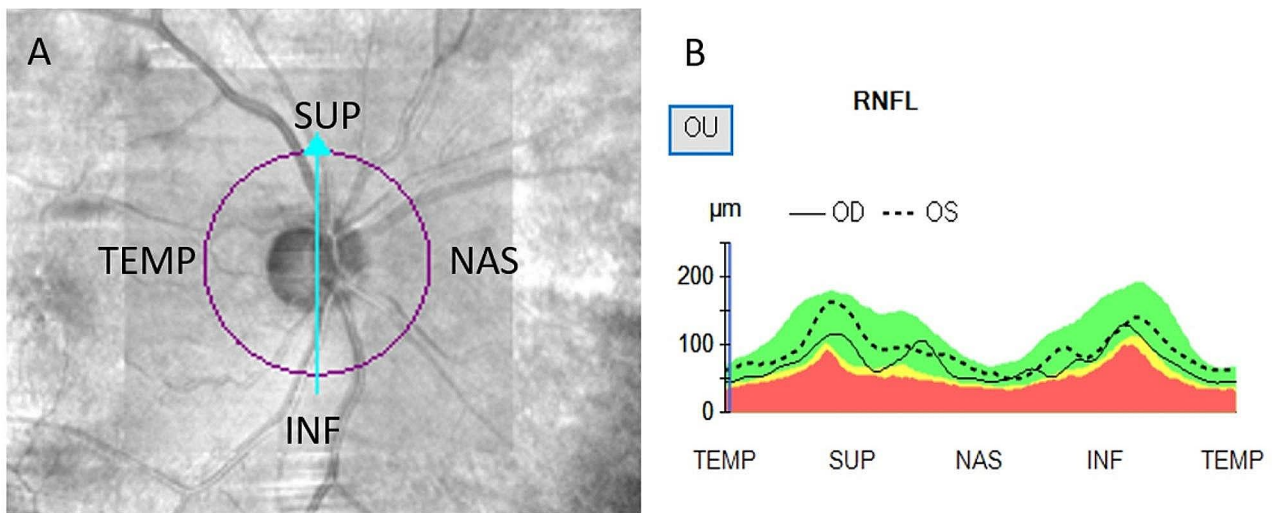 A
SUP
TEMP
NAS
INF
B
RNFL
OU
µm
OD
OS
200
100
0
TEMP SUP NAS INF TEMP